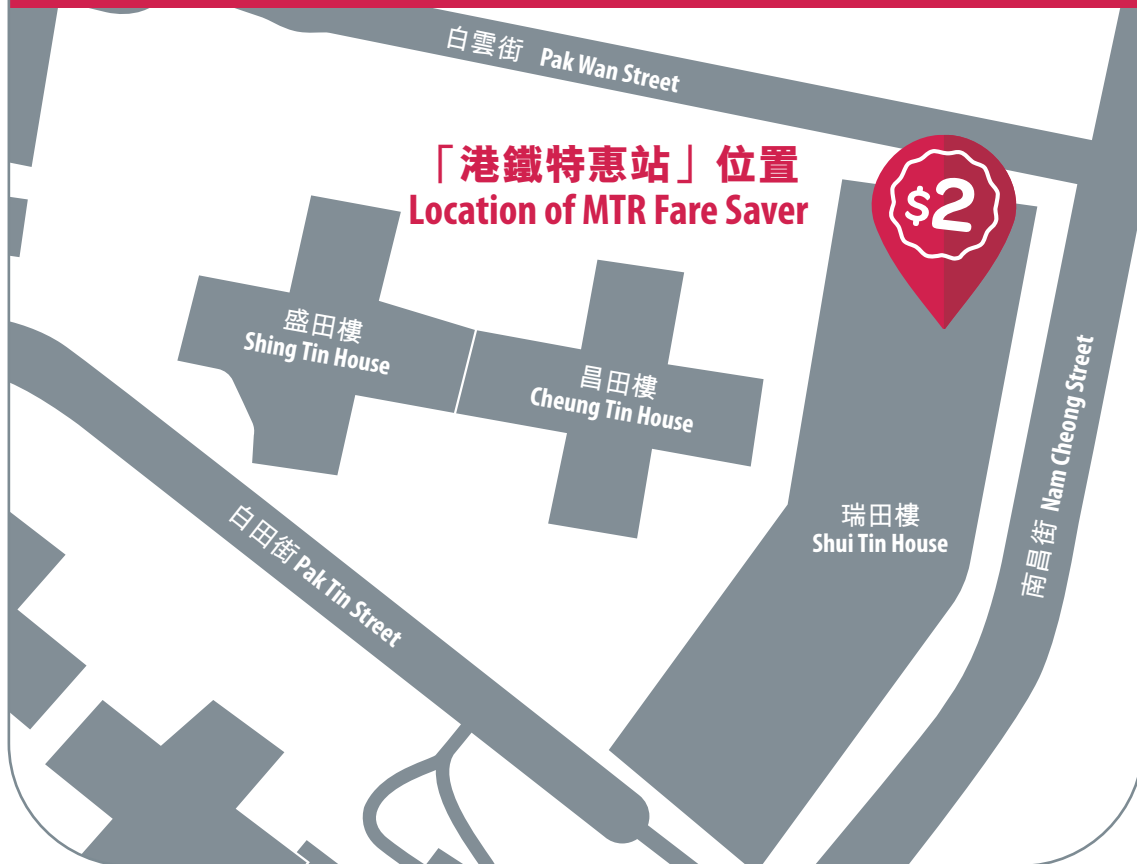 白雲街 Pak Wan Street
「港鐵特惠站」位置
Location of MTR Fare Saver
$2
盛田樓
Shing Tin House
昌田樓
Cheung Tin House
瑞田樓
Shui Tin House
南昌街 Nam Cheong Street
白田街 Pak Tin Street